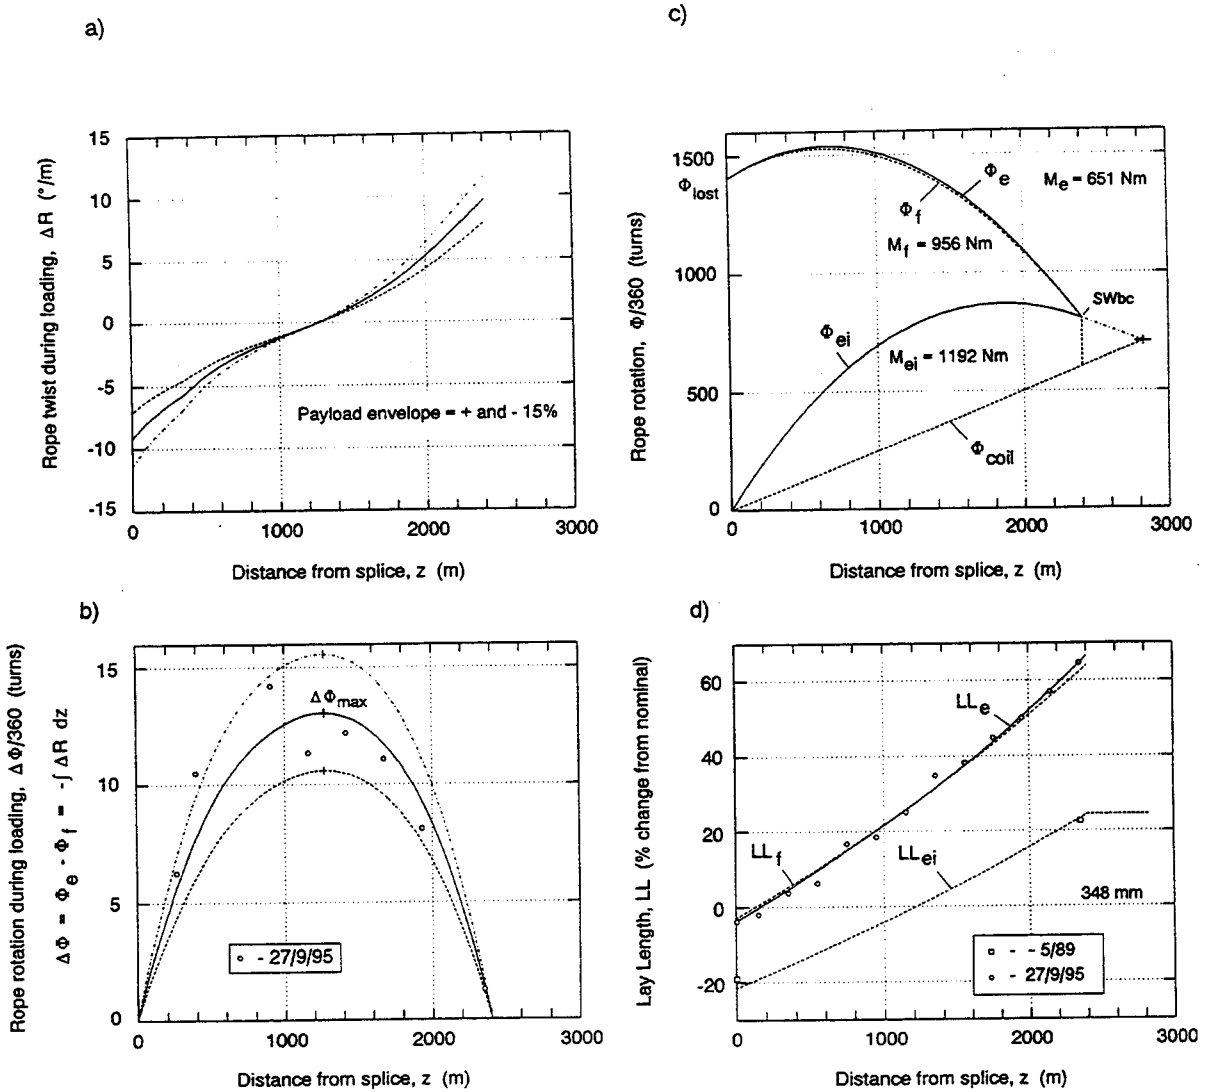 a)
15
10
5
0
-5
-10
-15
Rope twist during loading, ΔR (°/m)
Payload envelope = + and - 15%
0
1000
2000
3000
Distance from splice, z (m)
c)
1500
Φlost
1000
500
0
Rope rotation, Φ/360 (turns)
Φe
Me = 651 Nm
Φf
Mf = 956 Nm
SWbc
Φei
Mei = 1192 Nm
Φcoil
0
1000
2000
3000
Distance from splice, z (m)
b)
15
10
5
0
Rope rotation during loading, ΔΦ/360 (turns)
ΔΦ = Φe - Φf = -∫ ΔR dz
ΔΦmax
- 27/9/95
0
1000
2000
3000
Distance from splice, z (m)
d)
60
40
20
0
-20
Lay Length, LL (% change from nominal)
LLe
LLf
LLei
348 mm
- - 5/89
- 27/9/95
0
1000
2000
3000
Distance from splice, z (m)